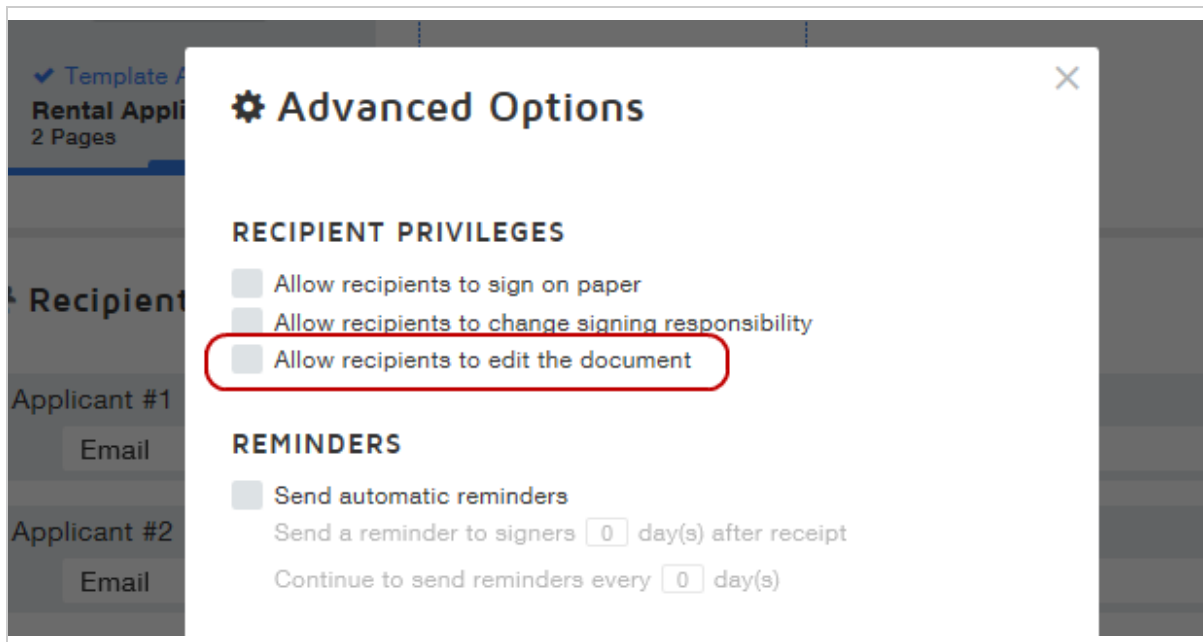 Template A
Rental Appli
2 Pages
Advanced Options
RECIPIENT PRIVILEGES
Allow recipients to sign on paper
Allow recipients to change signing responsibility
Allow recipients to edit the document
Recipient
Applicant #1
Email
REMINDERS
Send automatic reminders
Send a reminder to signers 0 day(s) after receipt
Applicant #2
Continue to send reminders every 0 day(s)
Email